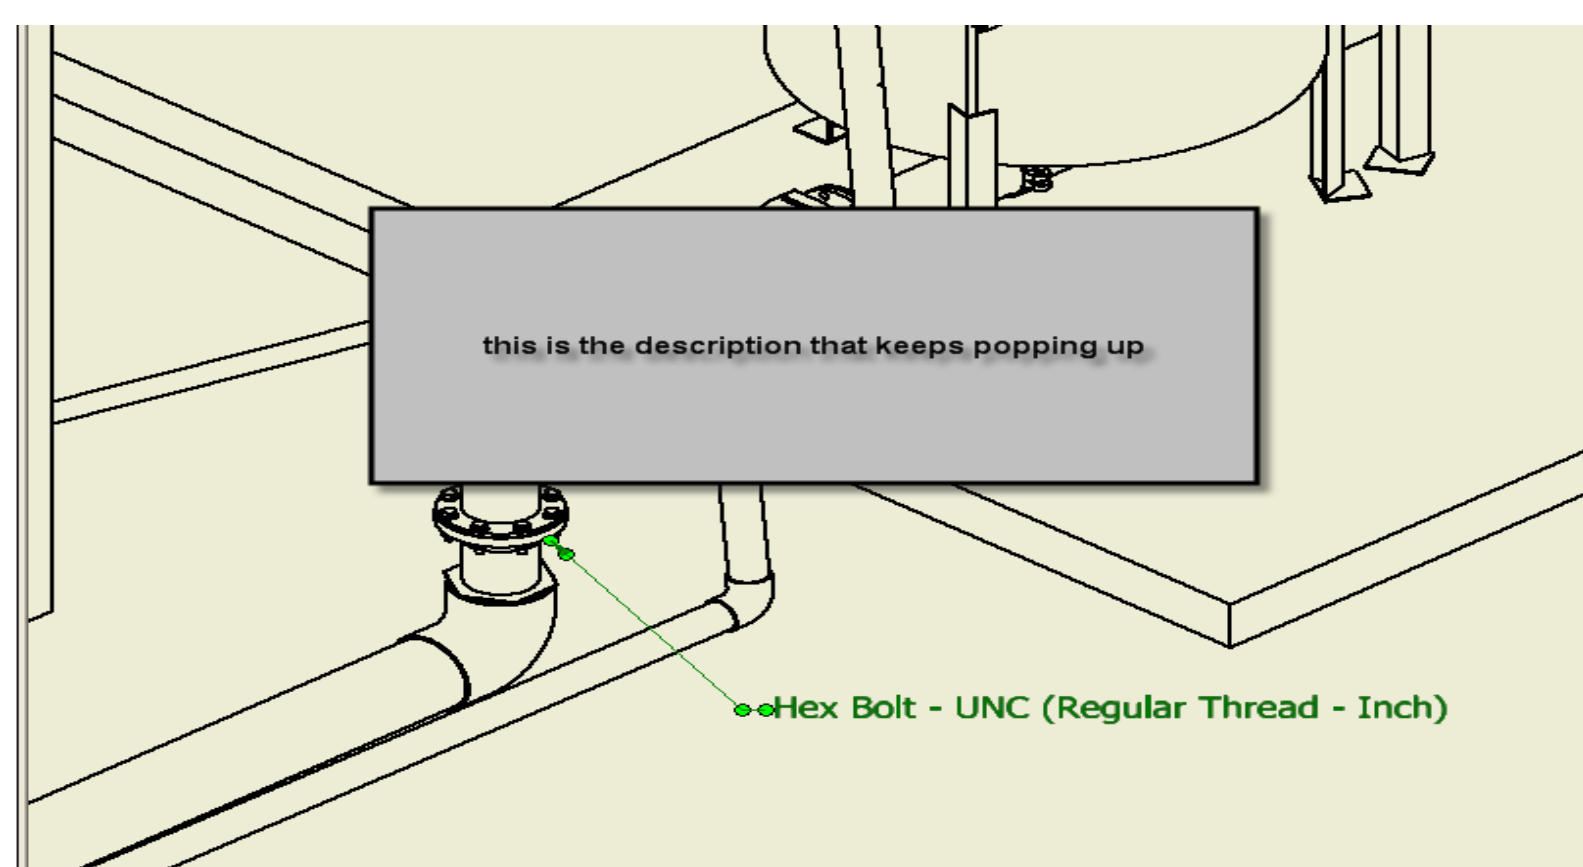 this is the description that keeps popping up
Hex Bolt - UNC (Regular Thread - Inch)